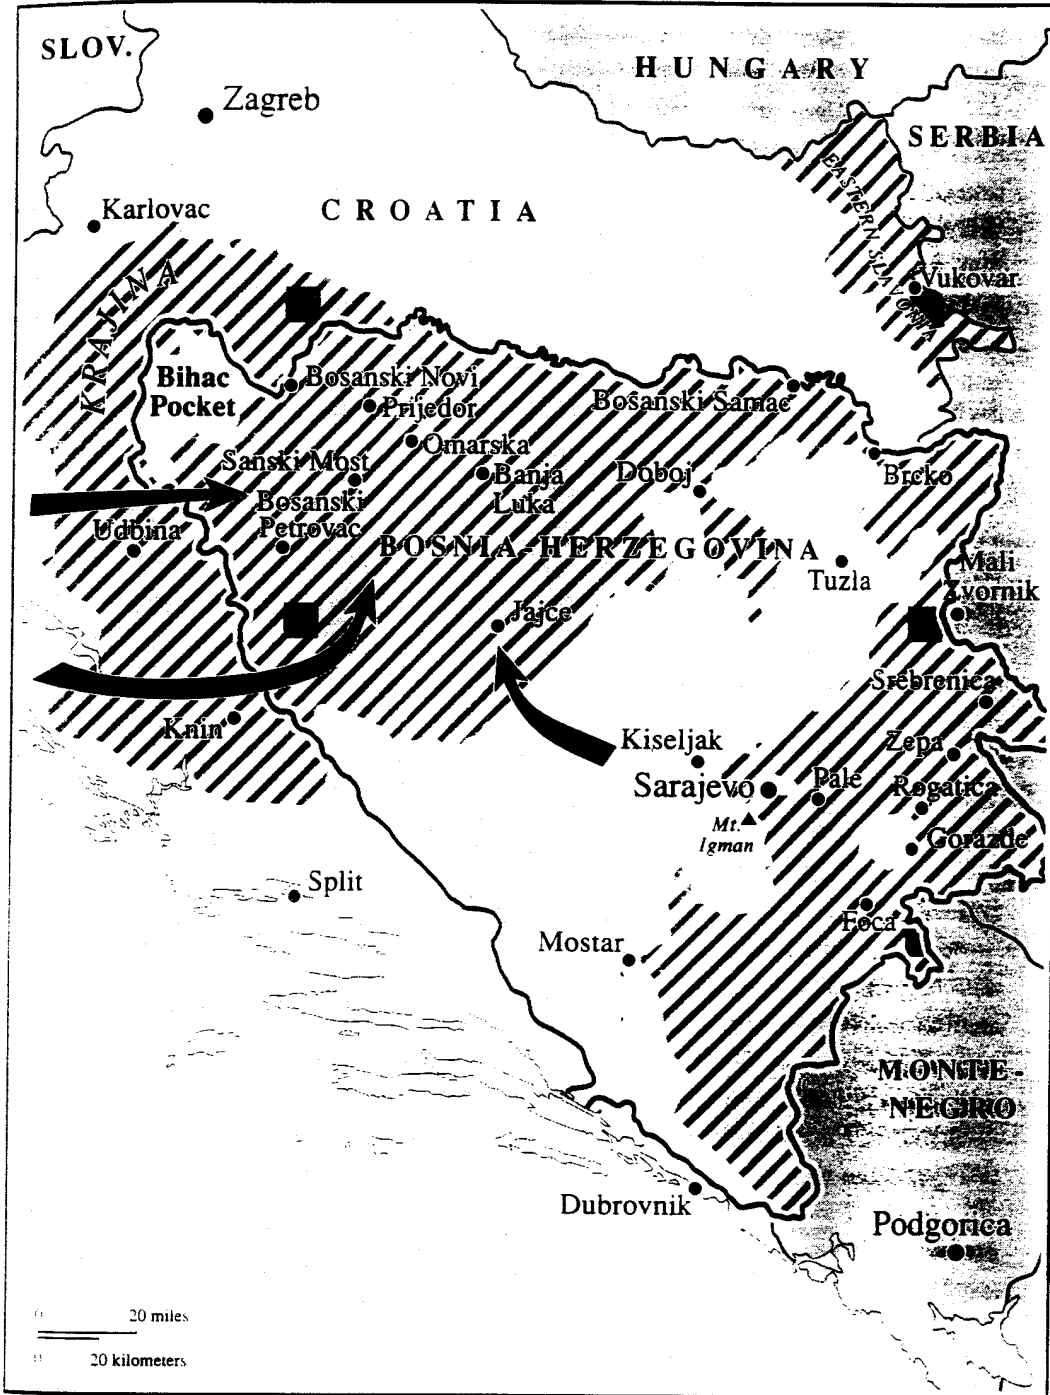 SLOV.
HUNGARY
SERBIA
Zagreb
EASTERN SLAVONIA
Karlovac
CROATIA
KRAJINA
Vukovar
Bihac
Pocket
Bosanski Novi
Prijedor
Bosanski Samac
Omarska
Sanski Most
Banja
Luka
Doboj
Brcko
Bosanski
Petrovac
Udbina
BOSNIA-HERZEGOVINA
Tuzla
Mali
Zvornik
Jajce
Srebrenica
Knin
Kiseljak
Zepa
Sarajevo
Pale
Rogatica
Mt.
Igman
Gorazde
Split
Foca
Mostar
MONTE-
NEGRO
Dubrovnik
Podgorica
0 20 miles
0 20 kilometers